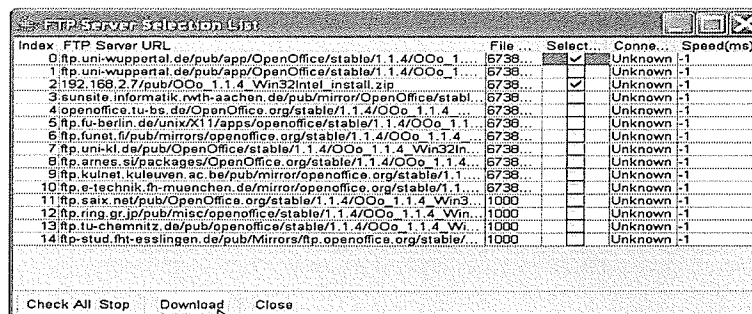 FTP Server Selection List
Index FTP Server URL File ... Select... Conne... Speed(ms)
0 ftp.uni-wuppertal.de/pub/app/OpenOffice/stable/1.1.4/OOo_1.... 6738... Unknown -1
1 ftp.uni-wuppertal.de/pub/app/OpenOffice/stable/1.1.4/OOo_1.... 6738... Unknown -1
2 192.168.2.7/pub/OOo_1.1.4_Win32Intel_install.zip 6738... Unknown -1
3 sunsite.informatik.rwth-aachen.de/pub/mirror/OpenOffice/stabl... 6738... Unknown -1
4 openoffice.tu-bs.de/OpenOffice.org/stable/1.1.4/OOo_1.1.4_... 6738... Unknown -1
5 ftp.fu-berlin.de/unix/X11/apps/openoffice/stable/1.1.4/OOo_1.1... 6738... Unknown -1
6 ftp.funet.fi/pub/mirrors/openoffice.org/stable/1.1.4/OOo_1.1.4... 6738... Unknown -1
7 ftp.uni-kl.de/pub/OpenOffice/1.1.4/OOo_1.1.4_Win32In... 6738... Unknown -1
8 ftp.arnes.si/packages/OpenOffice.org/stable/1.1.4/OOo_1.1.4... 6738... Unknown -1
9 ftp.kulnet.kuleuven.ac.be/pub/mirror/openoffice.org/stable/1.1.... 6738... Unknown -1
10 ftp.e-technik.fh-muenchen.de/mirror/openoffice.org/stable/1.1.... 6738... Unknown -1
11 ftp.saix.net/pub/OpenOffice.org/stable/1.1.4/OOo_1.1.4_Win3... 1000 Unknown -1
12 ftp.ring.gr.jp/pub/misc/openoffice/stable/1.1.4/OOo_1.1.4_Win... 1000 Unknown -1
13 ftp.tu-chemnitz.de/pub/openoffice/stable/1.1.4/OOo_1.1.4_Wi... 1000 Unknown -1
14 ftp-stud.fht-esslingen.de/pub/Mirrors/ftp.openoffice.org/stable/... 1000 Unknown -1
Check All Stop Download Close